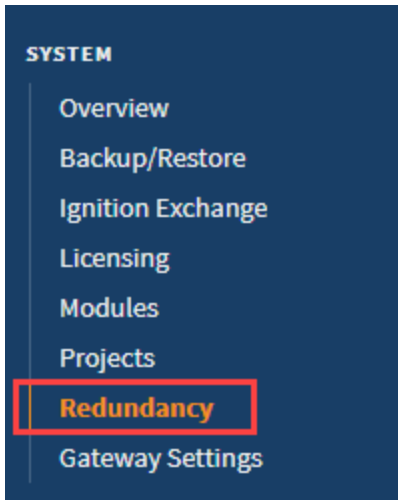 SYSTEM
Overview
Backup/Restore
Ignition Exchange
Licensing
Modules
Projects
Redundancy
Gateway Settings